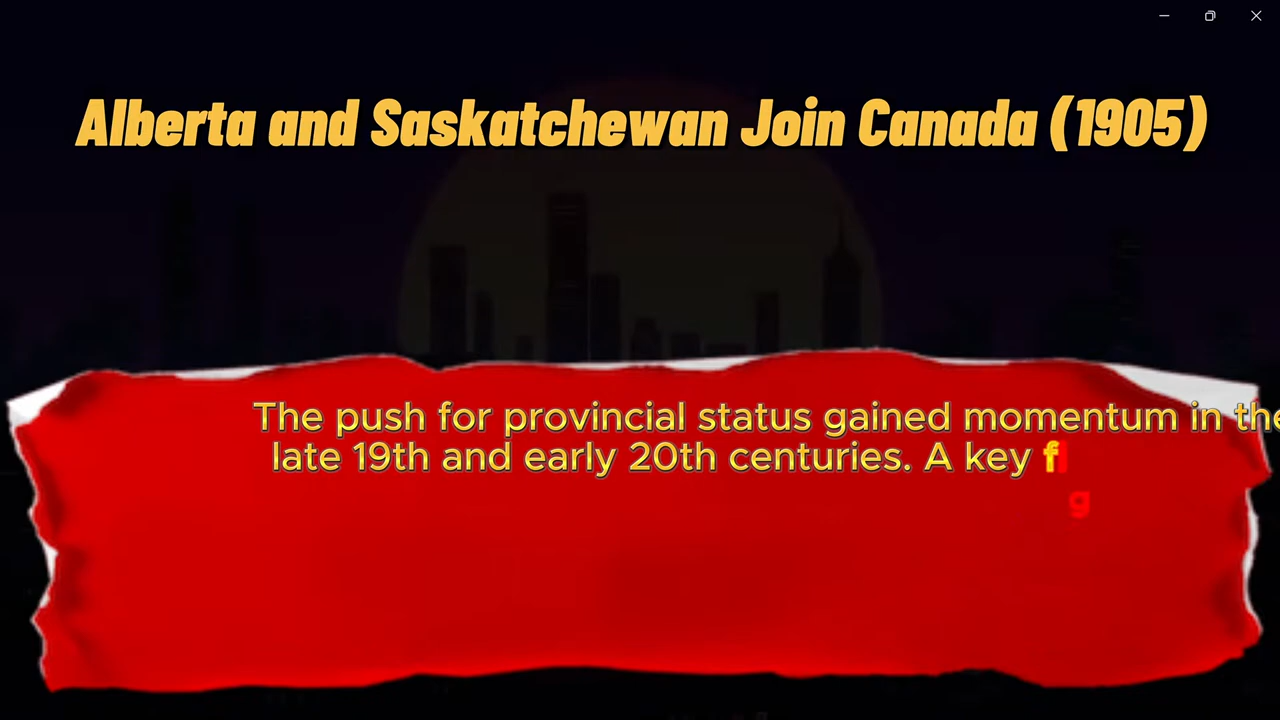 Alberta and Saskatchewan Join Canada (1905)
The push for provincial status gained momentum in the
late 19th and early 20th centuries. A key fi
g